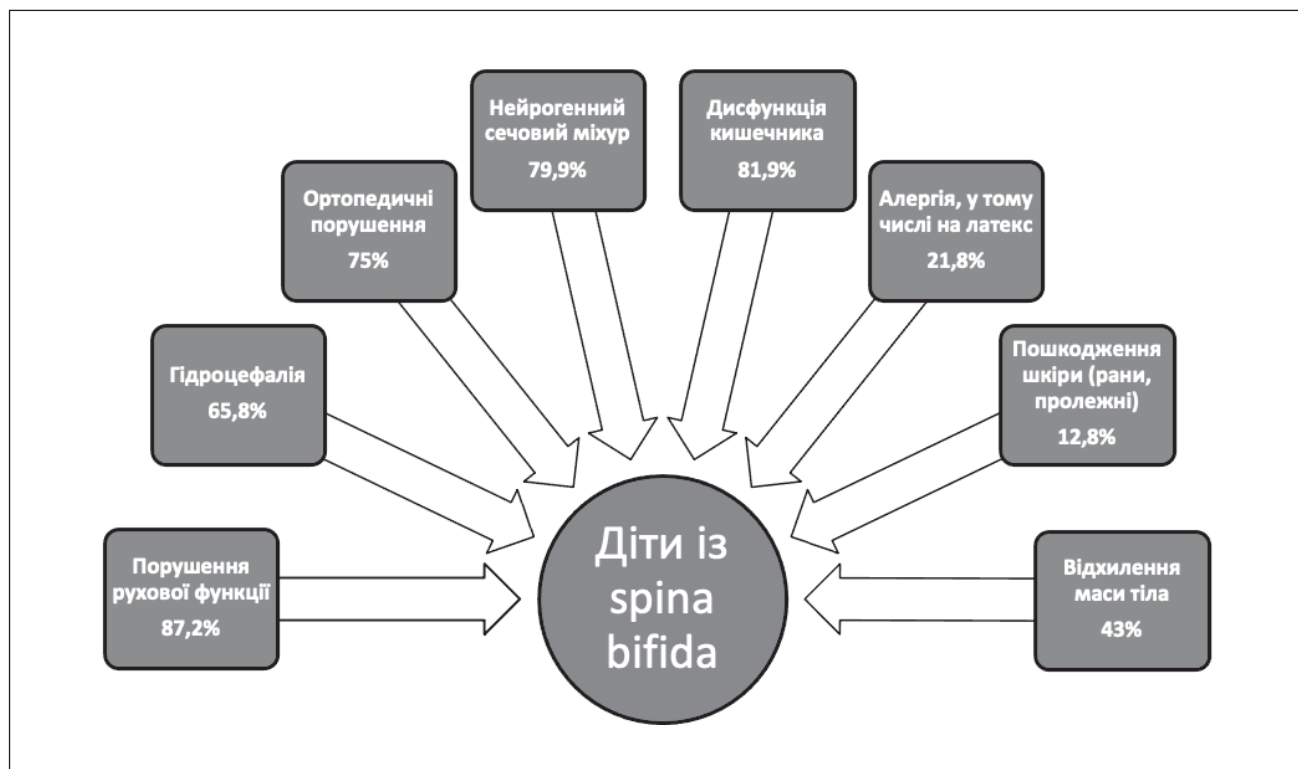 Нейрогенний
сечовий міхур
79,9%
Дисфункція
кишечника
81,9%
Ортопедичні
порушення
75%
Алергія, у тому
числі на латекс
21,8%
Гідроцефалія
65,8%
Пошкодження
шкіри (рани,
пролежні)
12,8%
Порушення
рухової функції
87,2%
Діти із
spina
bifida
Відхилення
маси тіла
43%